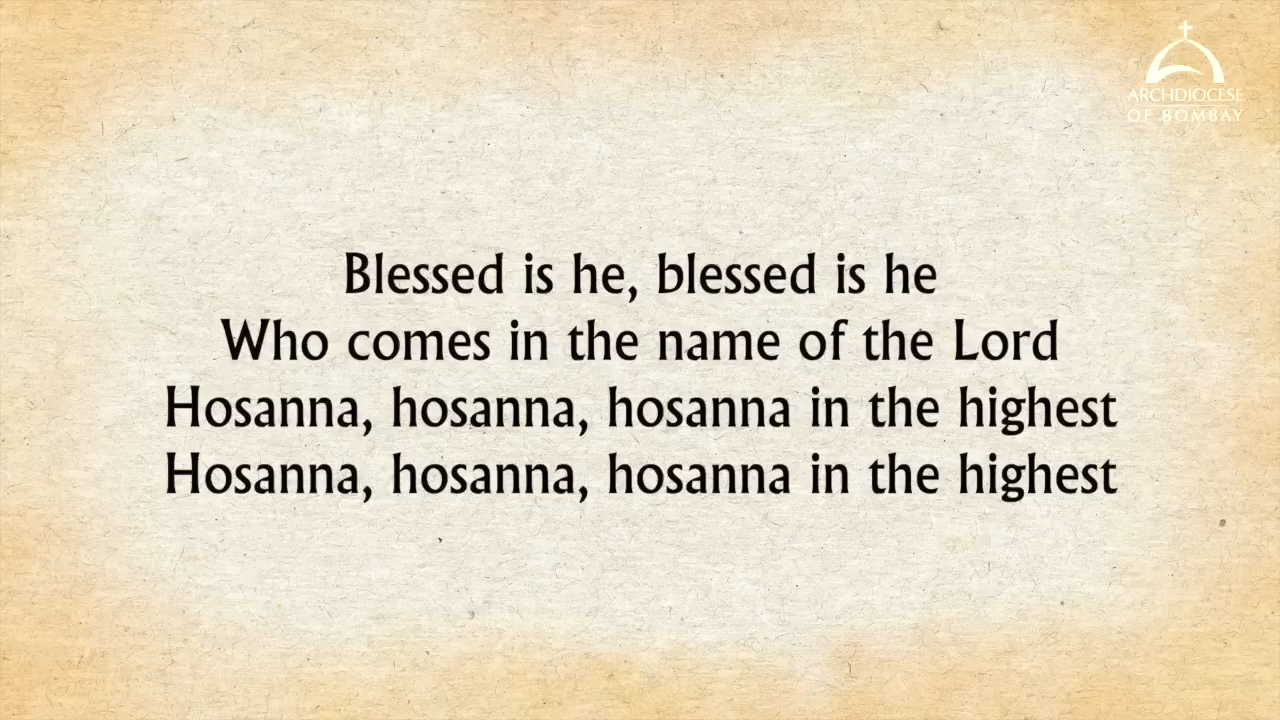 ARCHDIOCESE
OF BOMBAY
Blessed is he, blessed is he
Who comes in the name of the Lord
Hosanna, hosanna, hosanna in the highest
Hosanna, hosanna, hosanna in the highest